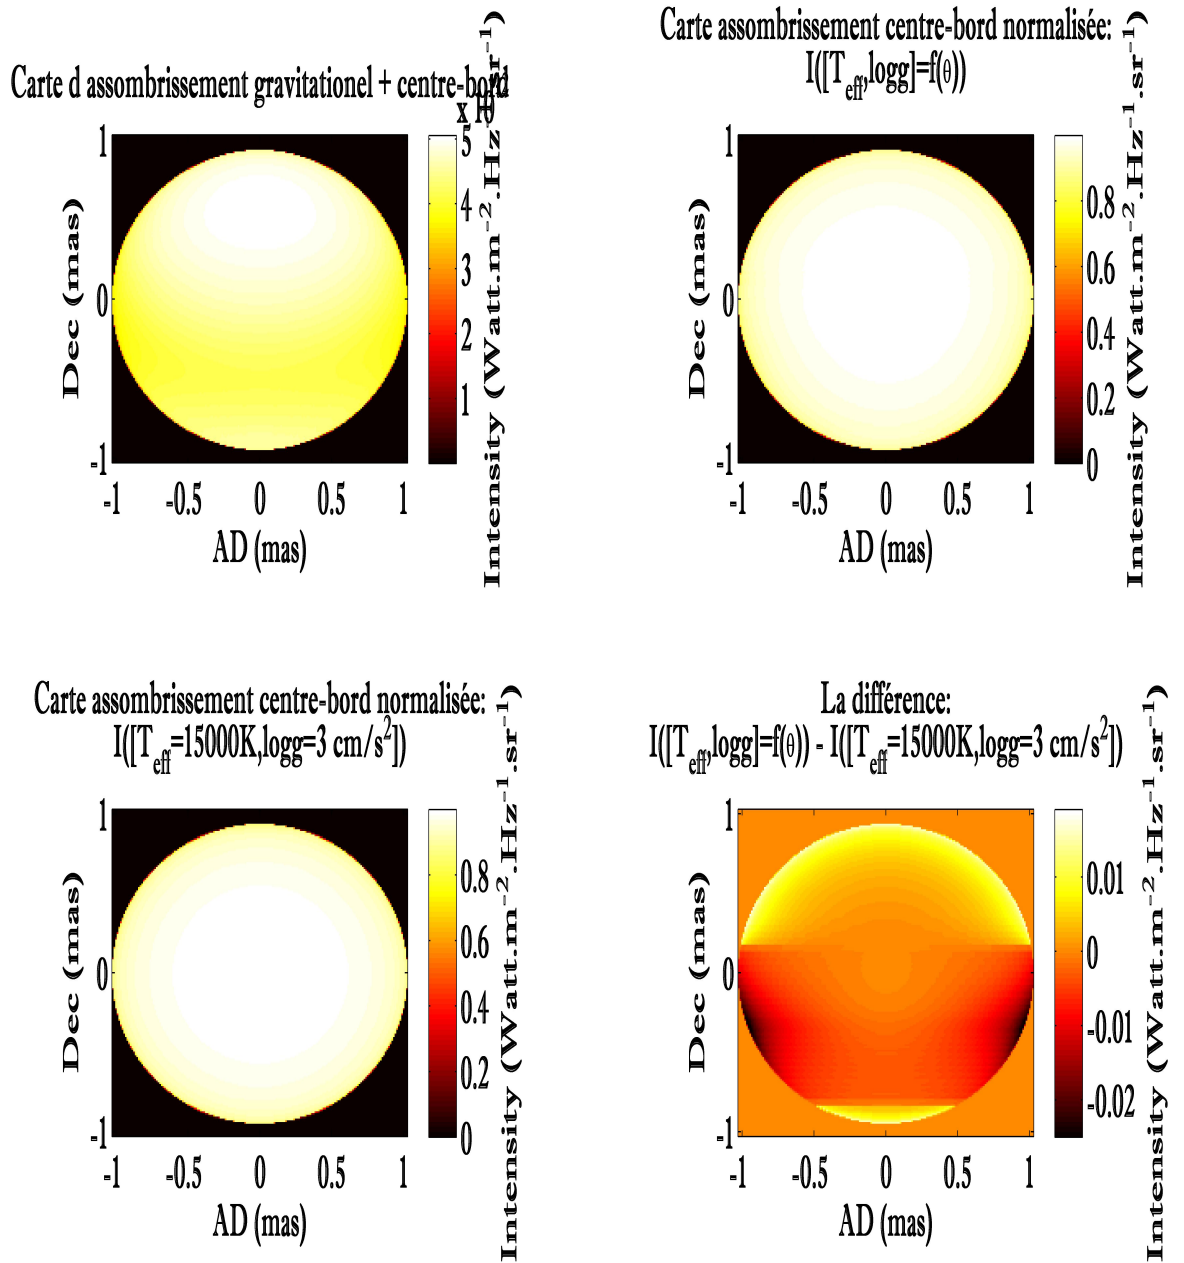 Carte d assombrissement gravitationel + centre-bord
x 10
1
0
-1
-1 -0.5 0 0.5 1
AD (mas)
Dec (mas)
5
4
3
2
1
Intensity (Watt.m-2.Hz-1.sr-1)
Carte assombrissement centre-bord normalisée:
I([Teff,logg]=f(θ))
1
0
-1
-1 -0.5 0 0.5 1
AD (mas)
Dec (mas)
0.8
0.6
0.4
0.2
0
Intensity (Watt.m-2.Hz-1.sr-1)
Carte assombrissement centre-bord normalisée:
I([Teff=15000K,logg=3 cm/s2])
1
0
-1
-1 -0.5 0 0.5 1
AD (mas)
Dec (mas)
0.8
0.6
0.4
0.2
0
Intensity (Watt.m-2.Hz-1.sr-1)
La différence:
I([Teff,logg]=f(θ)) - I([Teff=15000K,logg=3 cm/s2])
1
0
-1
-1 -0.5 0 0.5 1
AD (mas)
Dec (mas)
0.01
0
-0.01
-0.02
Intensity (Watt.m-2.Hz-1.sr-1)